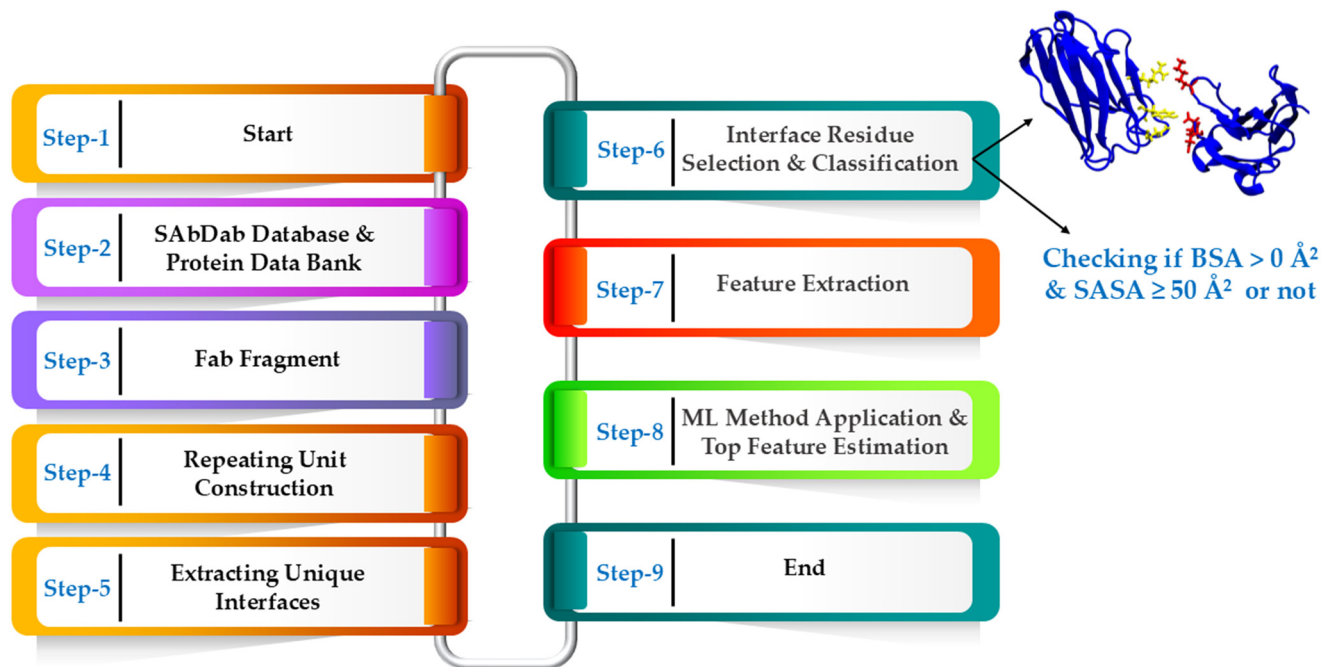 Step-1
Start
Step-2
SAbDab Database &
Protein Data Bank
Step-3
Fab Fragment
Step-4
Repeating Unit
Construction
Step-5
Extracting Unique
Interfaces
Step-6
Interface Residue
Selection & Classification
Checking if BSA > 0 Å²
& SASA ≥ 50 Å² or not
Step-7
Feature Extraction
Step-8
ML Method Application &
Top Feature Estimation
Step-9
End